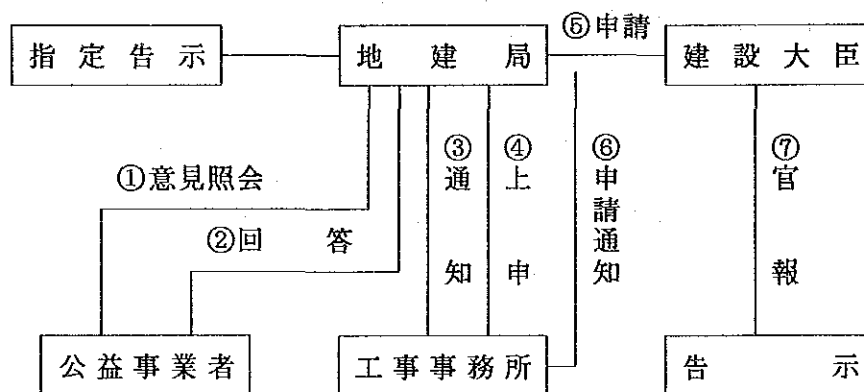 ⑤申請
指定告示
地建局
建設大臣
①意見照会
②回答
③通知
④上申
⑥申請通知
⑦官報
公益事業者
工事事務所
告示